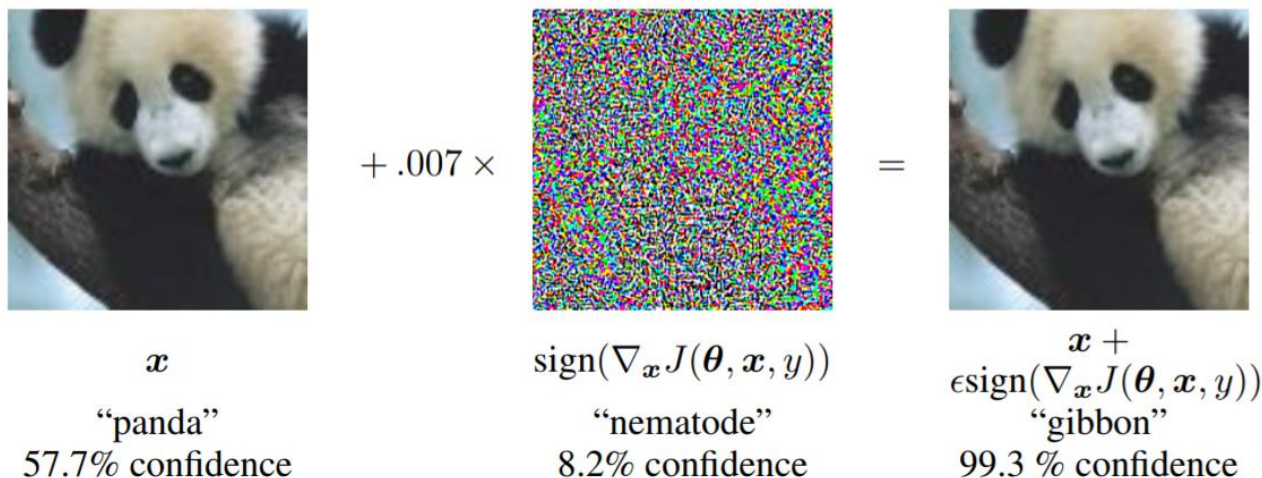 + .007 ×
=
x
sign(∇ₓJ(θ, x, y))
x +
ϵsign(∇ₓJ(θ, x, y))
“panda”
“nematode”
“gibbon”
57.7% confidence
8.2% confidence
99.3 % confidence